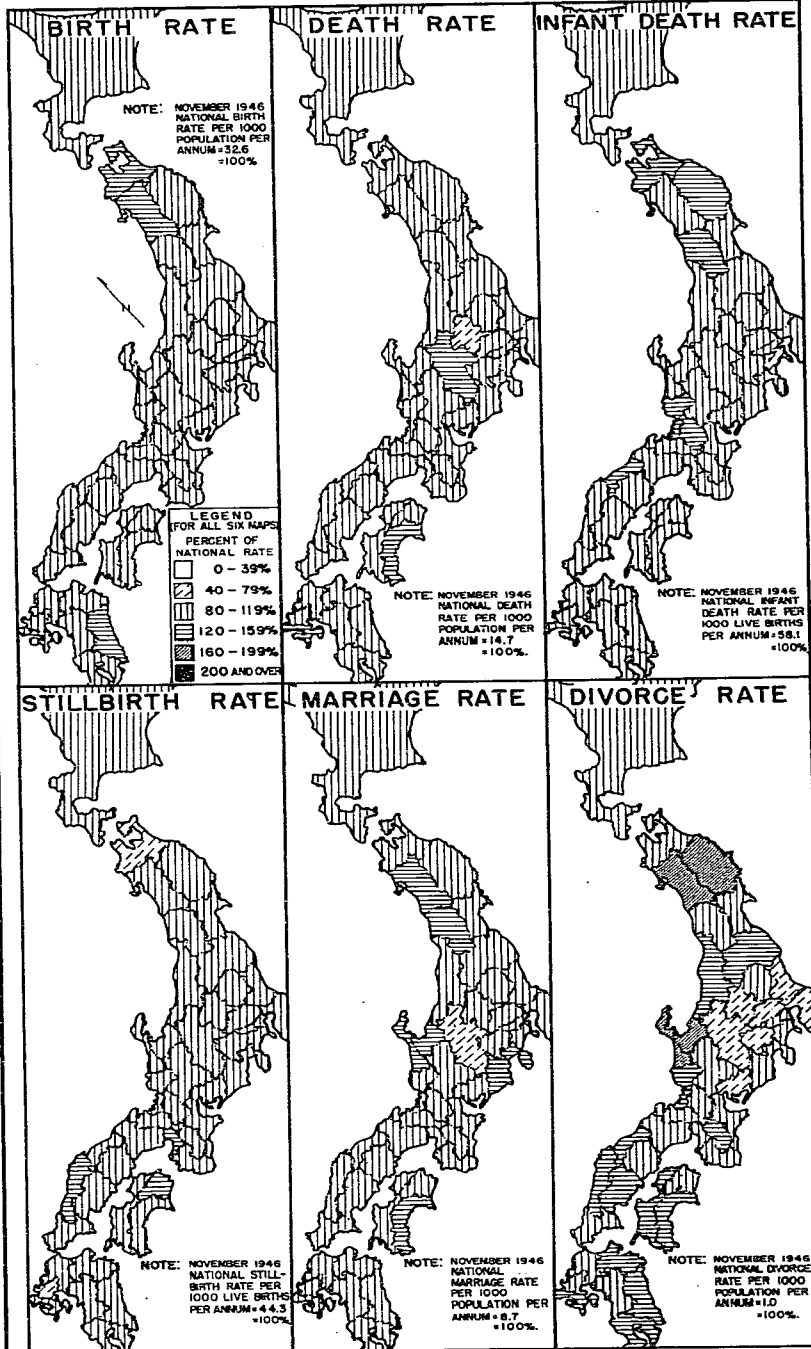 BIRTH RATE
NOTE: NOVEMBER 1946
NATIONAL BIRTH
RATE PER 1000
POPULATION PER
ANNUM = 32.6
=100%
N
LEGEND
(FOR ALL SIX MAPS)
PERCENT OF
NATIONAL RATE
0 - 39%
40 - 79%
80 - 119%
120 - 159%
160 - 199%
200 AND OVER
DEATH RATE
NOTE: NOVEMBER 1946
NATIONAL DEATH
RATE PER 1000
POPULATION PER
ANNUM = 14.7
=100%.
INFANT DEATH RATE
NOTE: NOVEMBER 1946
NATIONAL INFANT
DEATH RATE PER
1000 LIVE BIRTHS
PER ANNUM = 58.1
=100%
STILLBIRTH RATE
NOTE: NOVEMBER 1946
NATIONAL STILL-
BIRTH RATE PER
1000 LIVE BIRTHS
PER ANNUM = 44.3
=100%
MARRIAGE RATE
NOTE: NOVEMBER 1946
NATIONAL
MARRIAGE RATE
PER 1000
POPULATION PER
ANNUM = 8.7
=100%.
DIVORCE RATE
NOTE: NOVEMBER 1946
NATIONAL DIVORCE
RATE PER 1000
POPULATION PER
ANNUM = 1.0
=100%.